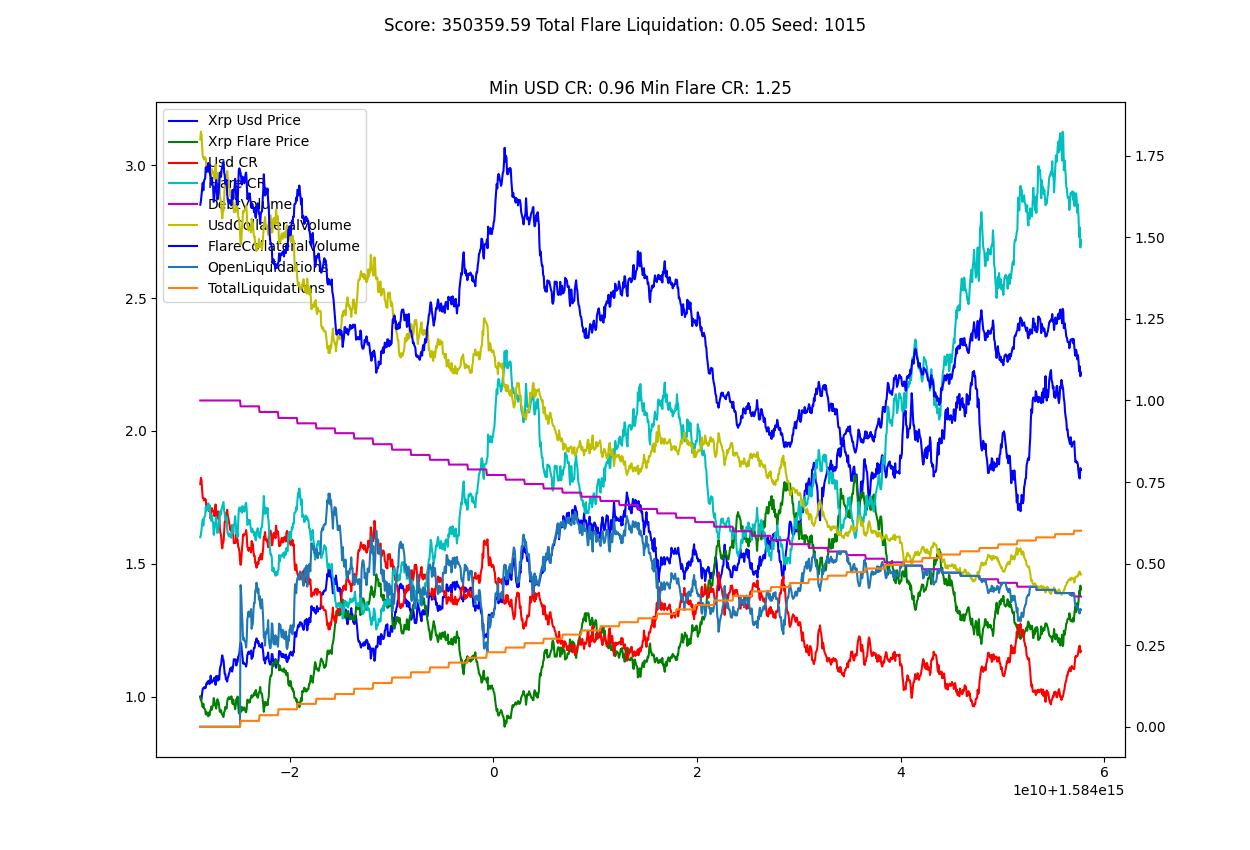 Score: 350359.59 Total Flare Liquidation: 0.05 Seed: 1015
Min USD CR: 0.96 Min Flare CR: 1.25
Xrp Usd Price
Xrp Flare Price
Usd CR
Flare CR
Debt Volume
UsdCollateralVolume
FlareCollateralVolume
OpenLiquidations
TotalLiquidations
3.0
2.5
2.0
1.5
1.0
1.75
1.50
1.25
1.00
0.75
0.50
0.25
0.00
−2
0
2
4
6
1e10+1.584e15